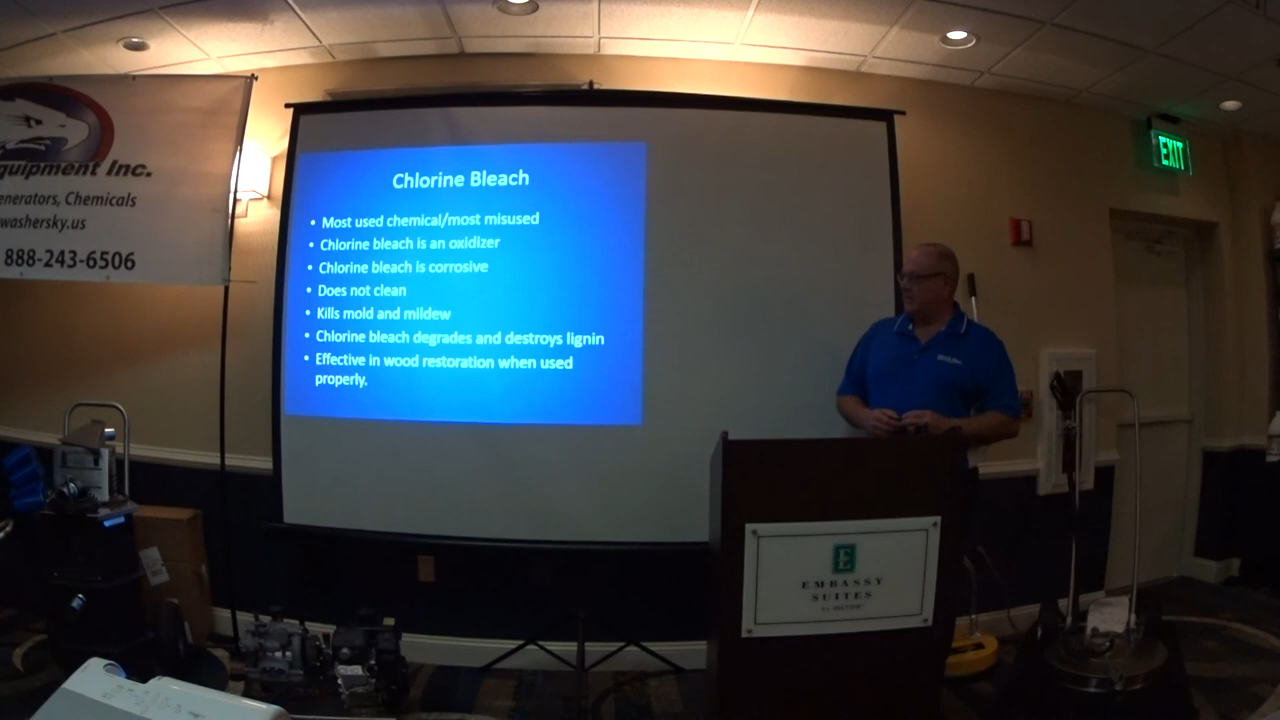 quipment Inc.
enerators, Chemicals
washersky.us
888-243-6506
Chlorine Bleach
• Most used chemical/most misused
• Chlorine bleach is an oxidizer
• Chlorine bleach is corrosive
• Does not clean
• Kills mold and mildew
• Chlorine bleach degrades and destroys lignin
• Effective in wood restoration when used
properly.
EXIT
E
EMBASSY
SUITES